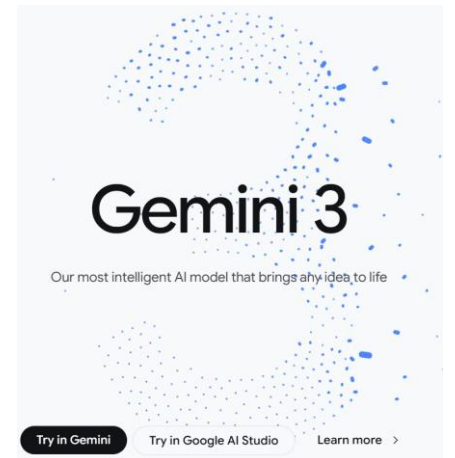 Gemini 3
Our most intelligent AI model that brings any idea to life
Try in Gemini Try in Google AI Studio Learn more >